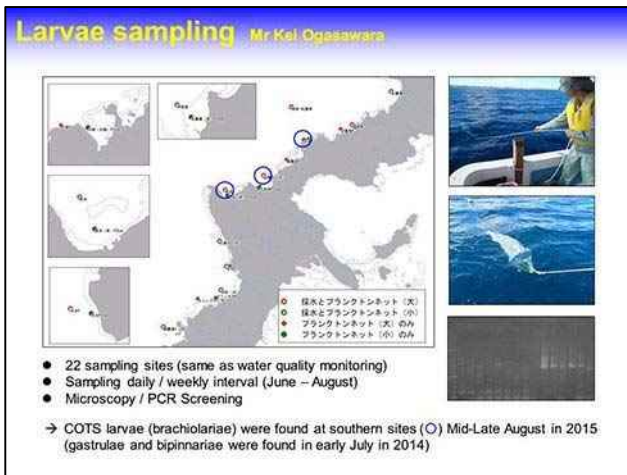 Larvae sampling Mr Kei Ogasawara
採水とプランクトンネット（大）
採水とプランクトンネット（小）
プランクトンネット（大）のみ
プランクトンネット（小）のみ
● 22 sampling sites (same as water quality monitoring)
● Sampling daily / weekly interval (June – August)
● Microscopy / PCR Screening
→ COTS larvae (brachiolariae) were found at southern sites (○) Mid-Late August in 2015
(gastrulae and bipinnariae were found in early July in 2014)